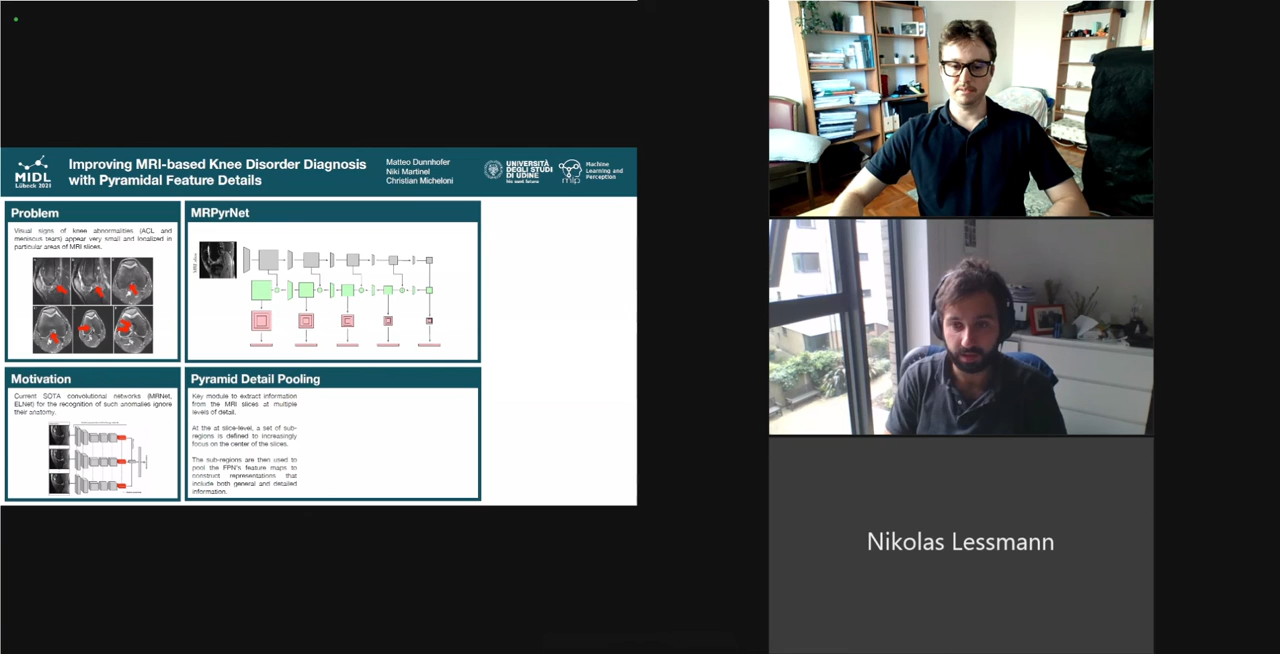 MIDL
Lübeck 2021
Improving MRI-based Knee Disorder Diagnosis
with Pyramidal Feature Details
Matteo Dunnhofer
Niki Martinel
Christian Micheloni
UNIVERSITÀ
DEGLI STUDI
DI UDINE
hic sunt futura
mlp
Machine
Learning and
Perception
Problem
Visual signs of knee abnormalities (ACL and
meniscus tears) appear very small and localized in
particular areas of MRI slices.
MRPyrNet
MRI slice
Motivation
Current SOTA convolutional networks (MRNet,
ELNet) for the recognition of such anomalies ignore
their anatomy.
Pyramid Detail Pooling
Key module to extract information
from the MRI slices at multiple
levels of detail.
At the at slice-level, a set of sub-
regions is defined to increasingly
focus on the center of the slices.
The sub-regions are then used to
pool the FPN's feature maps to
construct representations that
include both general and detailed
information.
Nikolas Lessmann